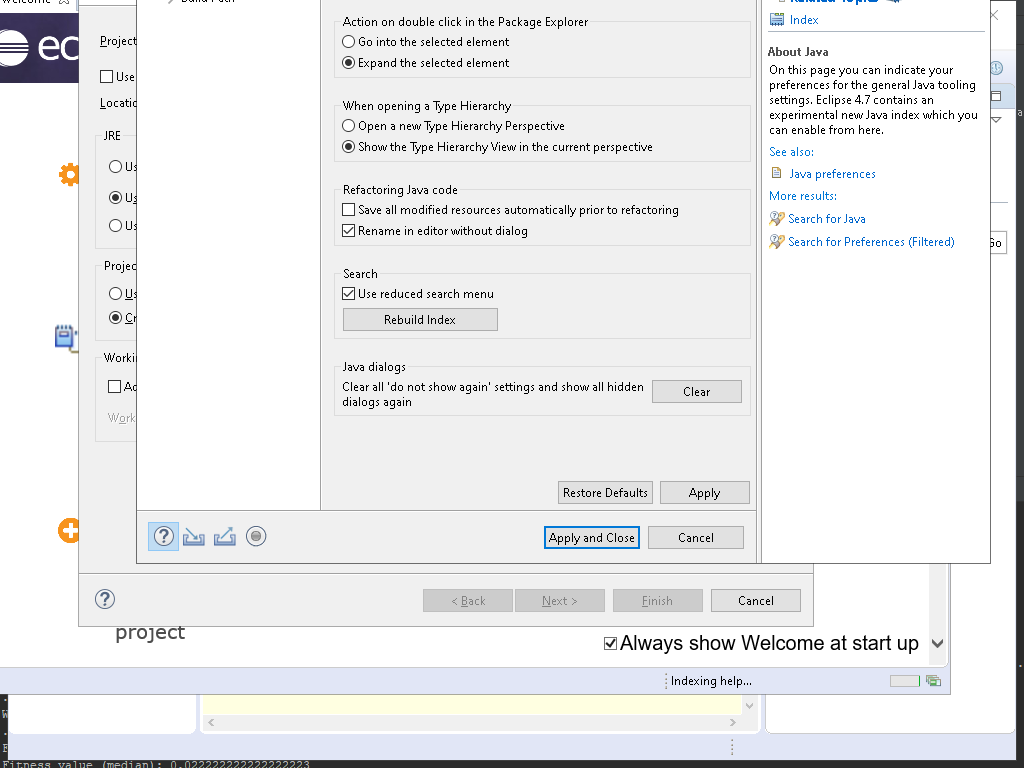 Welcome
Build Path
ec
Project
Use
Locatio
JRE
Us
Us
Us
Projec
Us
Cr
Worki
Ad
Work
Action on double click in the Package Explorer
Go into the selected element
Expand the selected element
When opening a Type Hierarchy
Open a new Type Hierarchy Perspective
Show the Type Hierarchy View in the current perspective
Refactoring Java code
Save all modified resources automatically prior to refactoring
Rename in editor without dialog
Search
Use reduced search menu
Rebuild Index
Java dialogs
Clear all 'do not show again' settings and show all hidden
dialogs again
Clear
Restore Defaults
Apply
Apply and Close
Cancel
Related Topics
Index
About Java
On this page you can indicate your
preferences for the general Java tooling
settings. Eclipse 4.7 contains an
experimental new Java index which you
can enable from here.
See also:
Java preferences
More results:
Search for Java
Search for Preferences (Filtered)
Go
< Back
Next >
Finish
Cancel
project
Always show Welcome at start up
Indexing help...
Fitness value (median): 0.022222222222222223